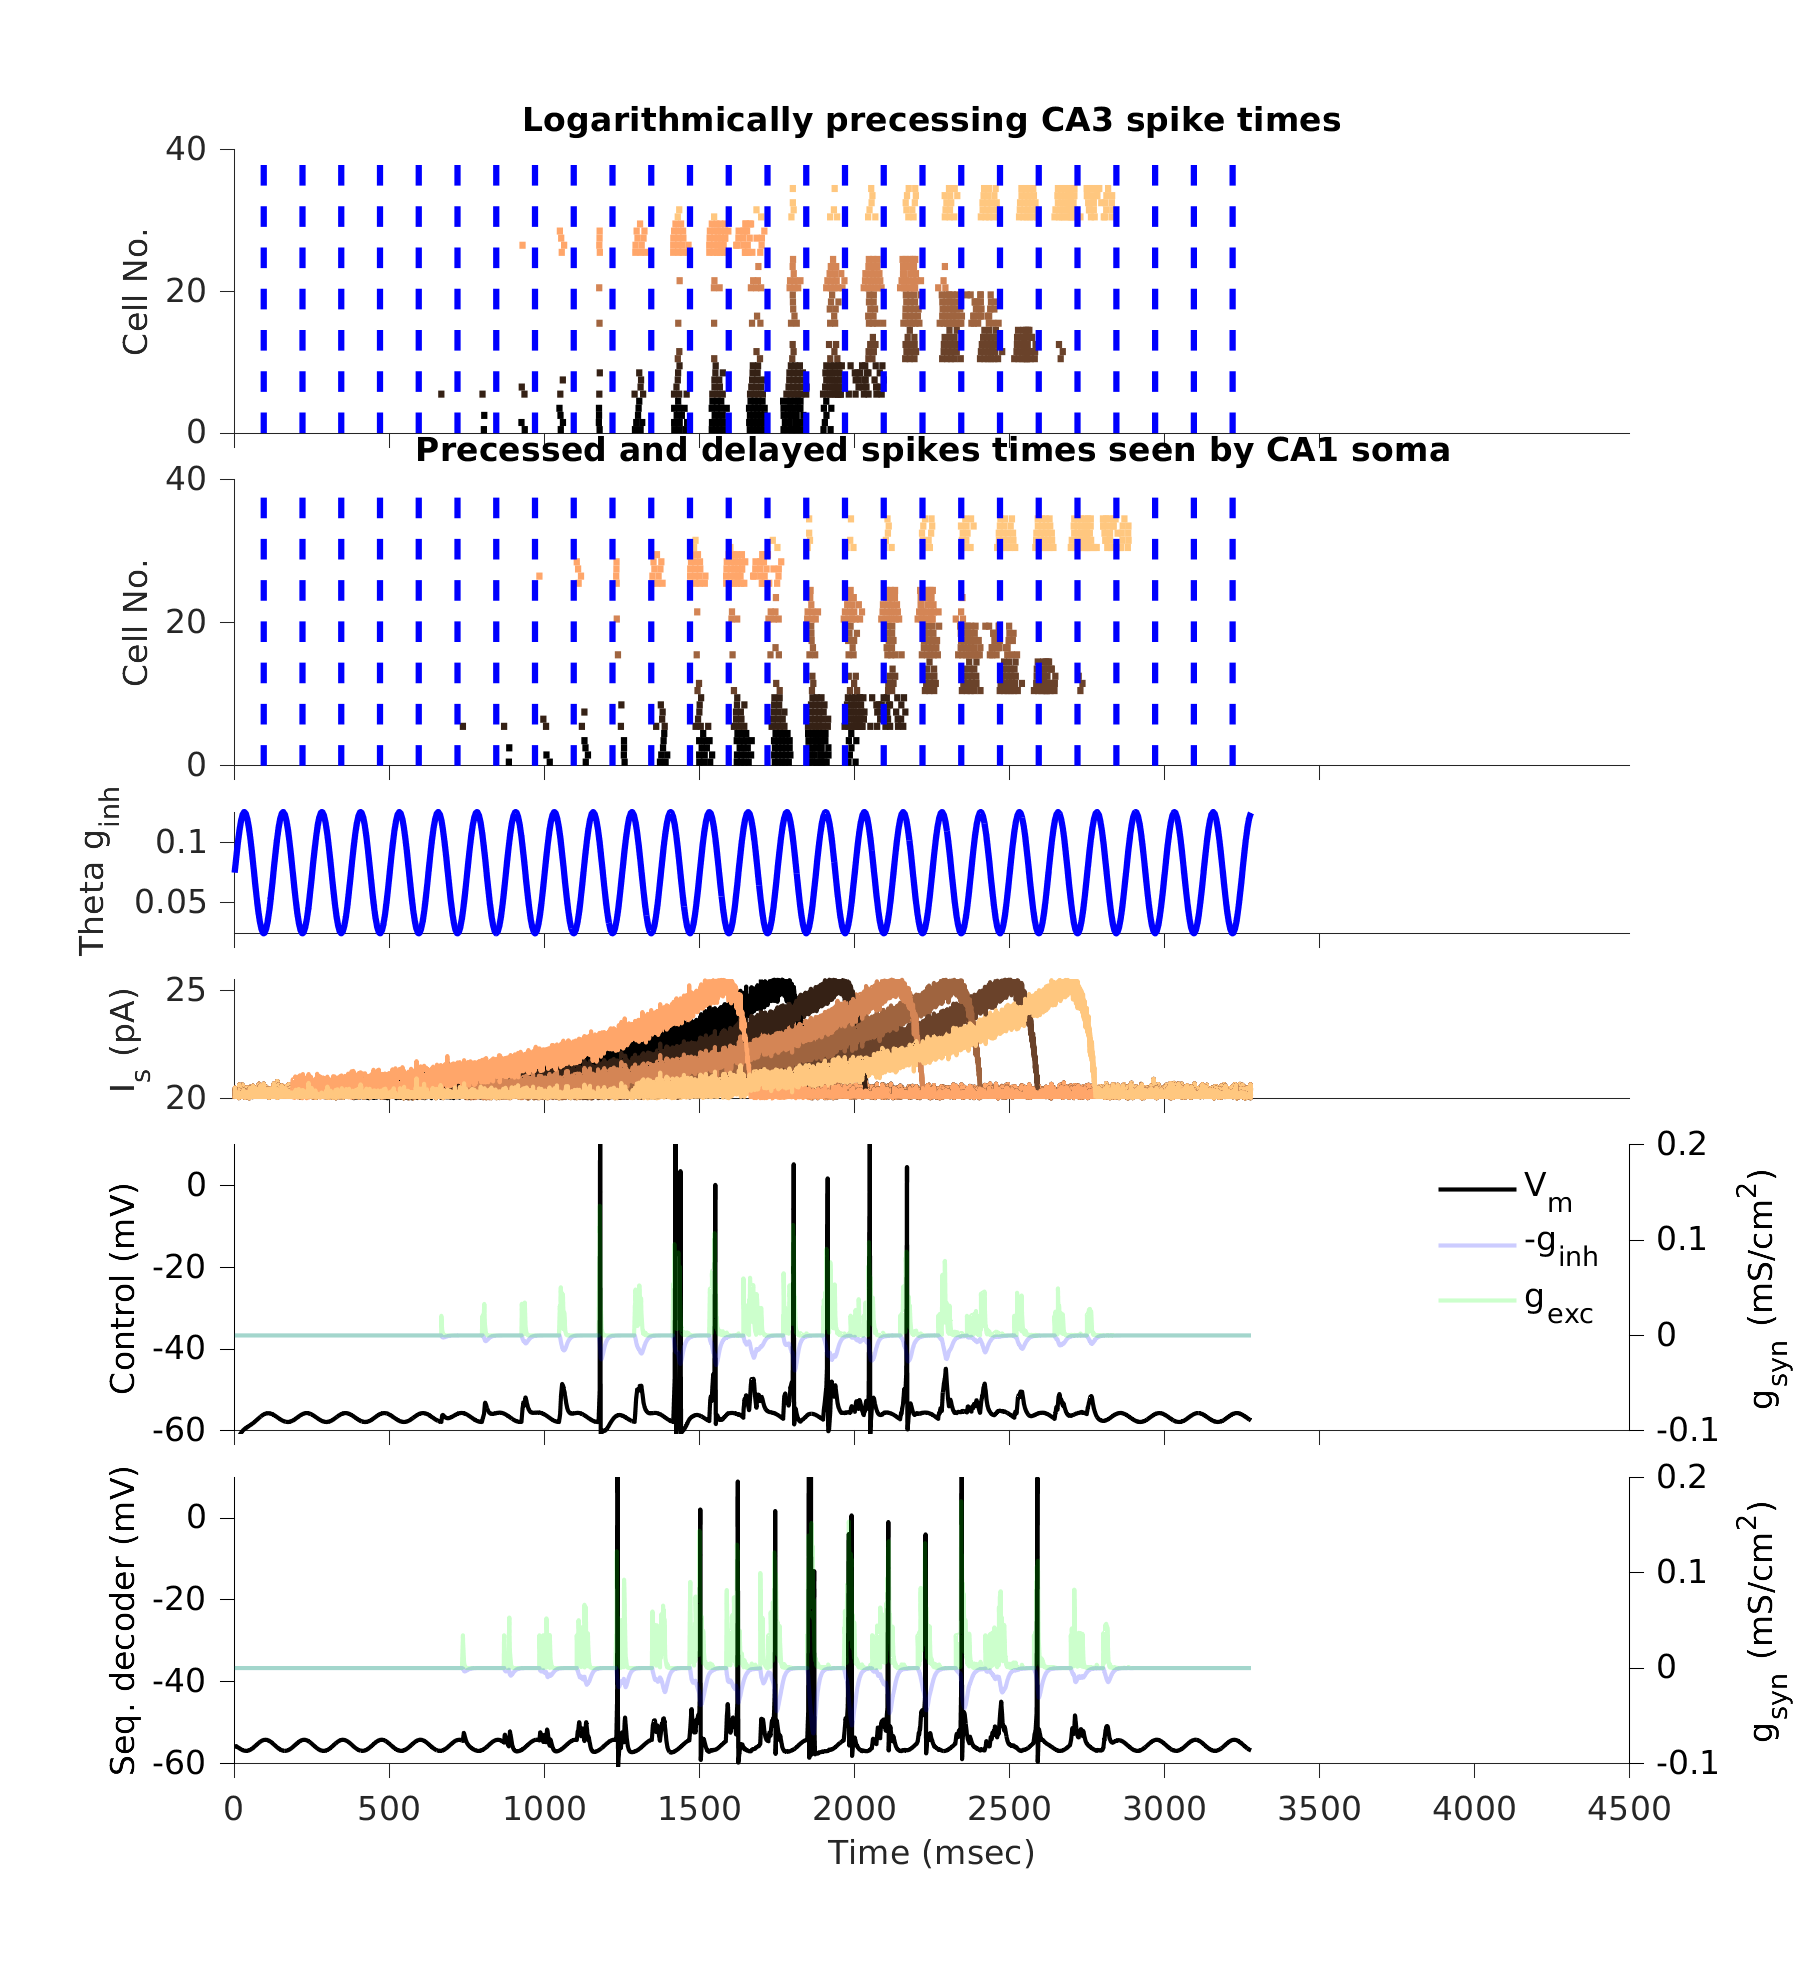 Logarithmically precessing CA3 spike times
40
20
0
Cell No.
Precessed and delayed spikes times seen by CA1 soma
40
20
0
Cell No.
0.1
0.05
Theta g_inh
25
20
I_s (pA)
0
-20
-40
-60
Control (mV)
V_m
-g_inh
g_exc
0.2
0.1
0
-0.1
g_syn (mS/cm^2)
0
-20
-40
-60
Seq. decoder (mV)
0.2
0.1
0
-0.1
g_syn (mS/cm^2)
0 500 1000 1500 2000 2500 3000 3500 4000 4500
Time (msec)